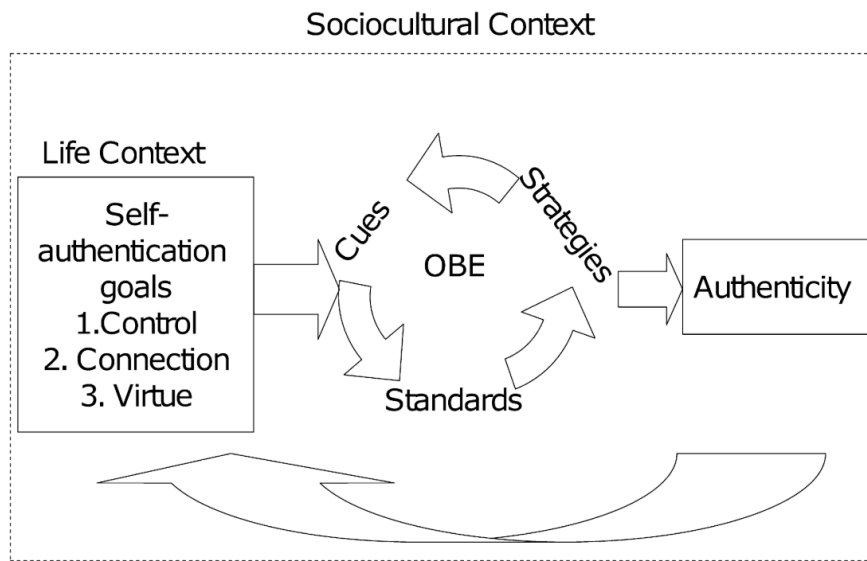 Sociocultural Context
Life Context
Self-
authentication
goals
1.Control
2. Connection
3. Virtue
Cues
Strategies
OBE
Standards
Authenticity